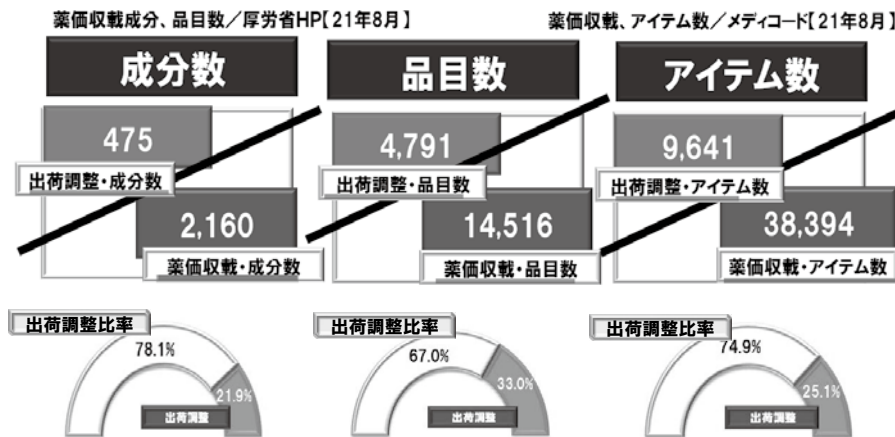 薬価収載成分、品目数／厚労省HP【21年8月】
薬価収載、アイテム数／メディコード【21年8月】
成分数
品目数
アイテム数
475
出荷調整・成分数
2,160
薬価収載・成分数
4,791
出荷調整・品目数
14,516
薬価収載・品目数
9,641
出荷調整・アイテム数
38,394
薬価収載・アイテム数
出荷調整比率
78.1%
21.9%
出荷調整
出荷調整比率
67.0%
33.0%
出荷調整
出荷調整比率
74.9%
25.1%
出荷調整